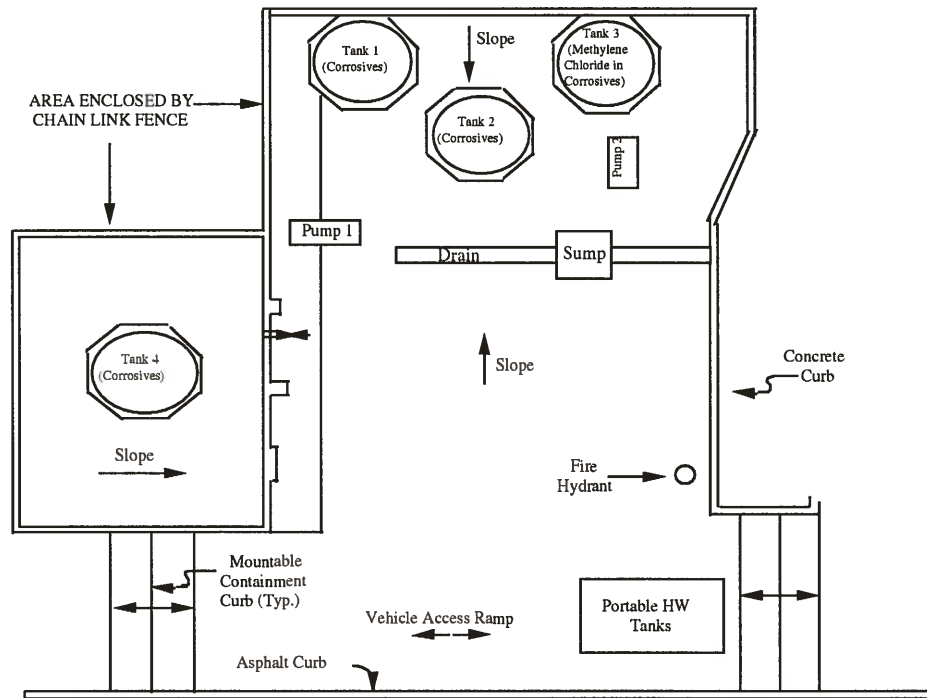 Tank 1
(Corrosives)
Slope
Tank 3
(Methylene
Chloride in
Corrosives)
AREA ENCLOSED BY
CHAIN LINK FENCE
Tank 2
(Corrosives)
Pump 2
Pump 1
Drain
Sump
Tank 4
(Corrosives)
Slope
Concrete
Curb
Slope
Fire
Hydrant
Mountable
Containment
Curb (Typ.)
Portable HW
Tanks
Vehicle Access Ramp
Asphalt Curb